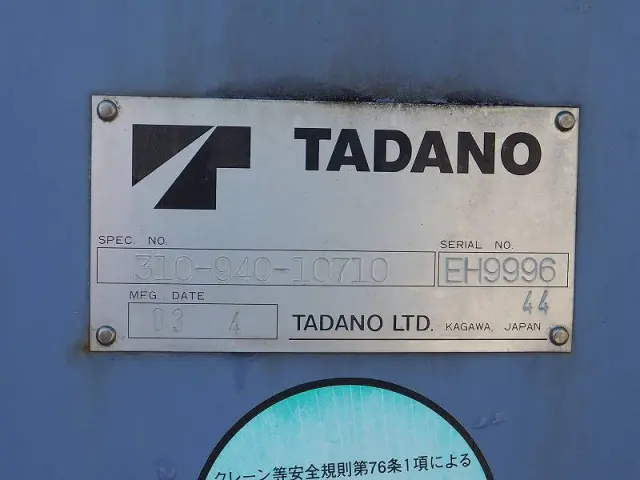 TADANO
SPEC. NO.
SERIAL NO.
310-940-10710
EH9996
MFG. DATE
44
03 4
TADANO LTD. KAGAWA, JAPAN
クレーン等安全規則第76条1項による